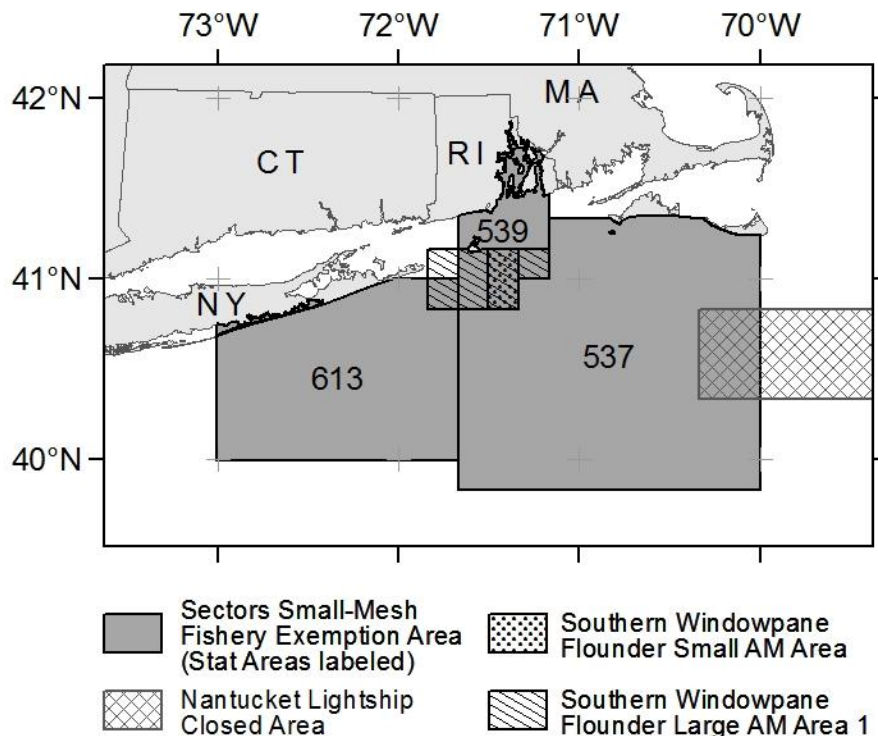 73°W 72°W 71°W 70°W
42°N
MA
CT
RI
539
41°N
NY
613
537
40°N
Sectors Small-Mesh
Fishery Exemption Area
(Stat Areas labeled)
Nantucket Lightship
Closed Area
Southern Windowpane
Flounder Small AM Area
Southern Windowpane
Flounder Large AM Area 1